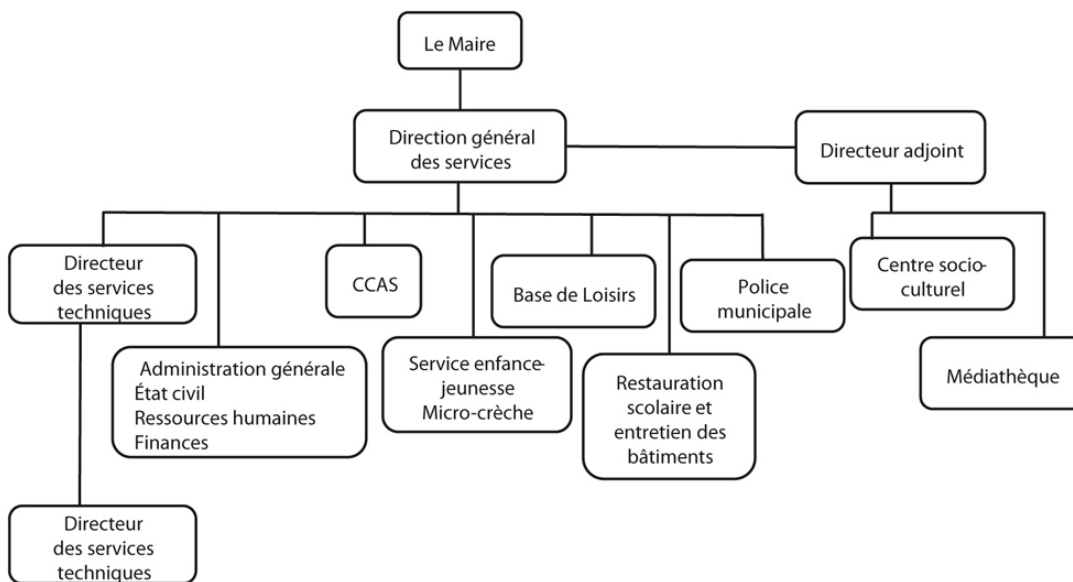 Le Maire
Direction général
des services
Directeur adjoint
Directeur
des services
techniques
CCAS
Base de Loisirs
Police
municipale
Centre socio-
culturel
Administration générale
État civil
Ressources humaines
Finances
Service enfance-
jeunesse
Micro-crèche
Restauration
scolaire et
entretien des
bâtiments
Médiathèque
Directeur
des services
techniques